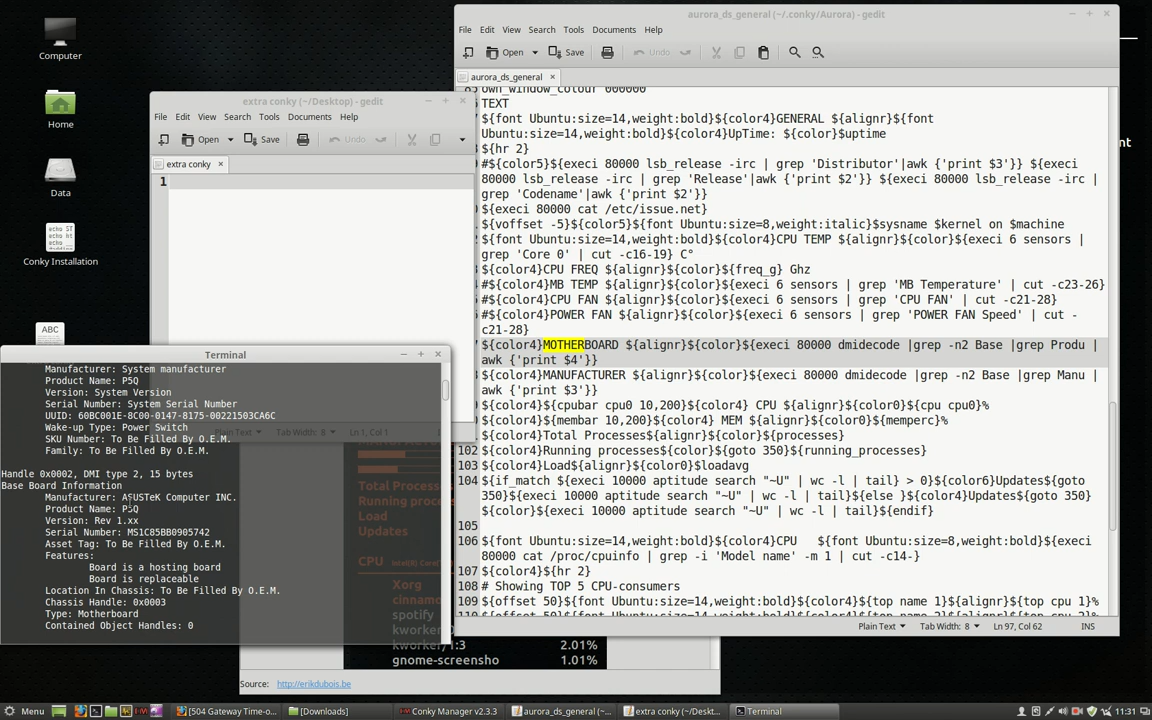 Computer
Home
Data
Conky Installation
ABC
aurora_ds_general (~/.conky/Aurora) - gedit
File Edit View Search Tools Documents Help
Open Save Undo
aurora_ds_general
own_window_colour 000000
TEXT
${font Ubuntu:size=14,weight:bold}${color4}GENERAL ${alignr}${font
Ubuntu:size=14,weight:bold}${color4}UpTime: ${color}$uptime
${hr 2}
#${color5}${execi 80000 lsb_release -irc | grep 'Distributor'|awk {'print $3'}} ${execi
80000 lsb_release -irc | grep 'Release'|awk {'print $2'}} ${execi 80000 lsb_release -irc |
grep 'Codename'|awk {'print $2'}}
${execi 80000 cat /etc/issue.net}
${voffset -5}${color5}${font Ubuntu:size=8,weight:italic}$sysname $kernel on $machine
${font Ubuntu:size=14,weight:bold}${color4}CPU TEMP ${alignr}${color}${execi 6 sensors |
grep 'Core 0' | cut -c16-19} C°
${color4}CPU FREQ ${alignr}${color}${freq_g} Ghz
#${color4}MB TEMP ${alignr}${color}${execi 6 sensors | grep 'MB Temperature' | cut -c23-26}
#${color4}CPU FAN ${alignr}${color}${execi 6 sensors | grep 'CPU FAN' | cut -c21-28}
#${color4}POWER FAN ${alignr}${color}${execi 6 sensors | grep 'POWER FAN Speed' | cut -
c21-28}
${color4}MOTHERBOARD ${alignr}${color}${execi 80000 dmidecode |grep -n2 Base |grep Produ |
awk {'print $4'}}
${color4}MANUFACTURER ${alignr}${color}${execi 80000 dmidecode |grep -n2 Base |grep Manu |
awk {'print $3'}}
${color4}${cpubar cpu0 10,200}${color4} CPU ${alignr}${color0}${cpu cpu0}%
${color4}${membar 10,200}${color4} MEM ${alignr}${color0}${memperc}%
${color4}Total Processes${alignr}${color}${processes}
102 ${color4}Running processes${color}${goto 350}${running_processes}
103 ${color4}Load${alignr}${color0}$loadavg
104 ${if_match ${execi 10000 aptitude search "~U" | wc -l | tail} > 0}${color6}Updates${goto
350}${execi 10000 aptitude search "~U" | wc -l | tail}${else }${color4}Updates${goto 350}
${color}${execi 10000 aptitude search "~U" | wc -l | tail}${endif}
105
106 ${font Ubuntu:size=14,weight:bold}${color4}CPU ${font Ubuntu:size=8,weight:bold}${execi
80000 cat /proc/cpuinfo | grep -i 'Model name' -m 1 | cut -c14-}
107 ${color4}${hr 2}
108 # Showing TOP 5 CPU-consumers
109 ${offset 50}${font Ubuntu:size=14,weight:bold}${color4}${top name 1}${alignr}${top cpu 1}%
Plain Text Tab Width: 8 Ln 97, Col 62 INS
extra conky (~/Desktop) - gedit
File Edit View Search Tools Documents Help
Open Save Undo
extra conky
1
Plain Text Tab Width: 8 Ln 1, Col 1
Terminal
Manufacturer: System manufacturer
Product Name: P5Q
Version: System Version
Serial Number: System Serial Number
UUID: 60BC001E-8C00-0147-8175-00221503CA6C
Wake-up Type: Power Switch
SKU Number: To Be Filled By O.E.M.
Family: To Be Filled By O.E.M.
Handle 0x0002, DMI type 2, 15 bytes
Base Board Information
Manufacturer: ASUSTeK Computer INC.
Product Name: P5Q
Version: Rev 1.xx
Serial Number: MS1C85BB0905742
Asset Tag: To Be Filled By O.E.M.
Features:
Board is a hosting board
Board is replaceable
Location In Chassis: To Be Filled By O.E.M.
Chassis Handle: 0x0003
Type: Motherboard
Contained Object Handles: 0
Total Proces
Running proce
Load
Updates
CPU
Xorg
cinnamo
spotify
kworker/
kworker/1:3 2.01%
gnome-screensho 1.01%
Source: http://erikdubois.be
nt
Menu [504 Gateway Time-o... [Downloads] Conky Manager v2.3.3 aurora_ds_general (~... extra conky (~/Deskt... Terminal 11:31